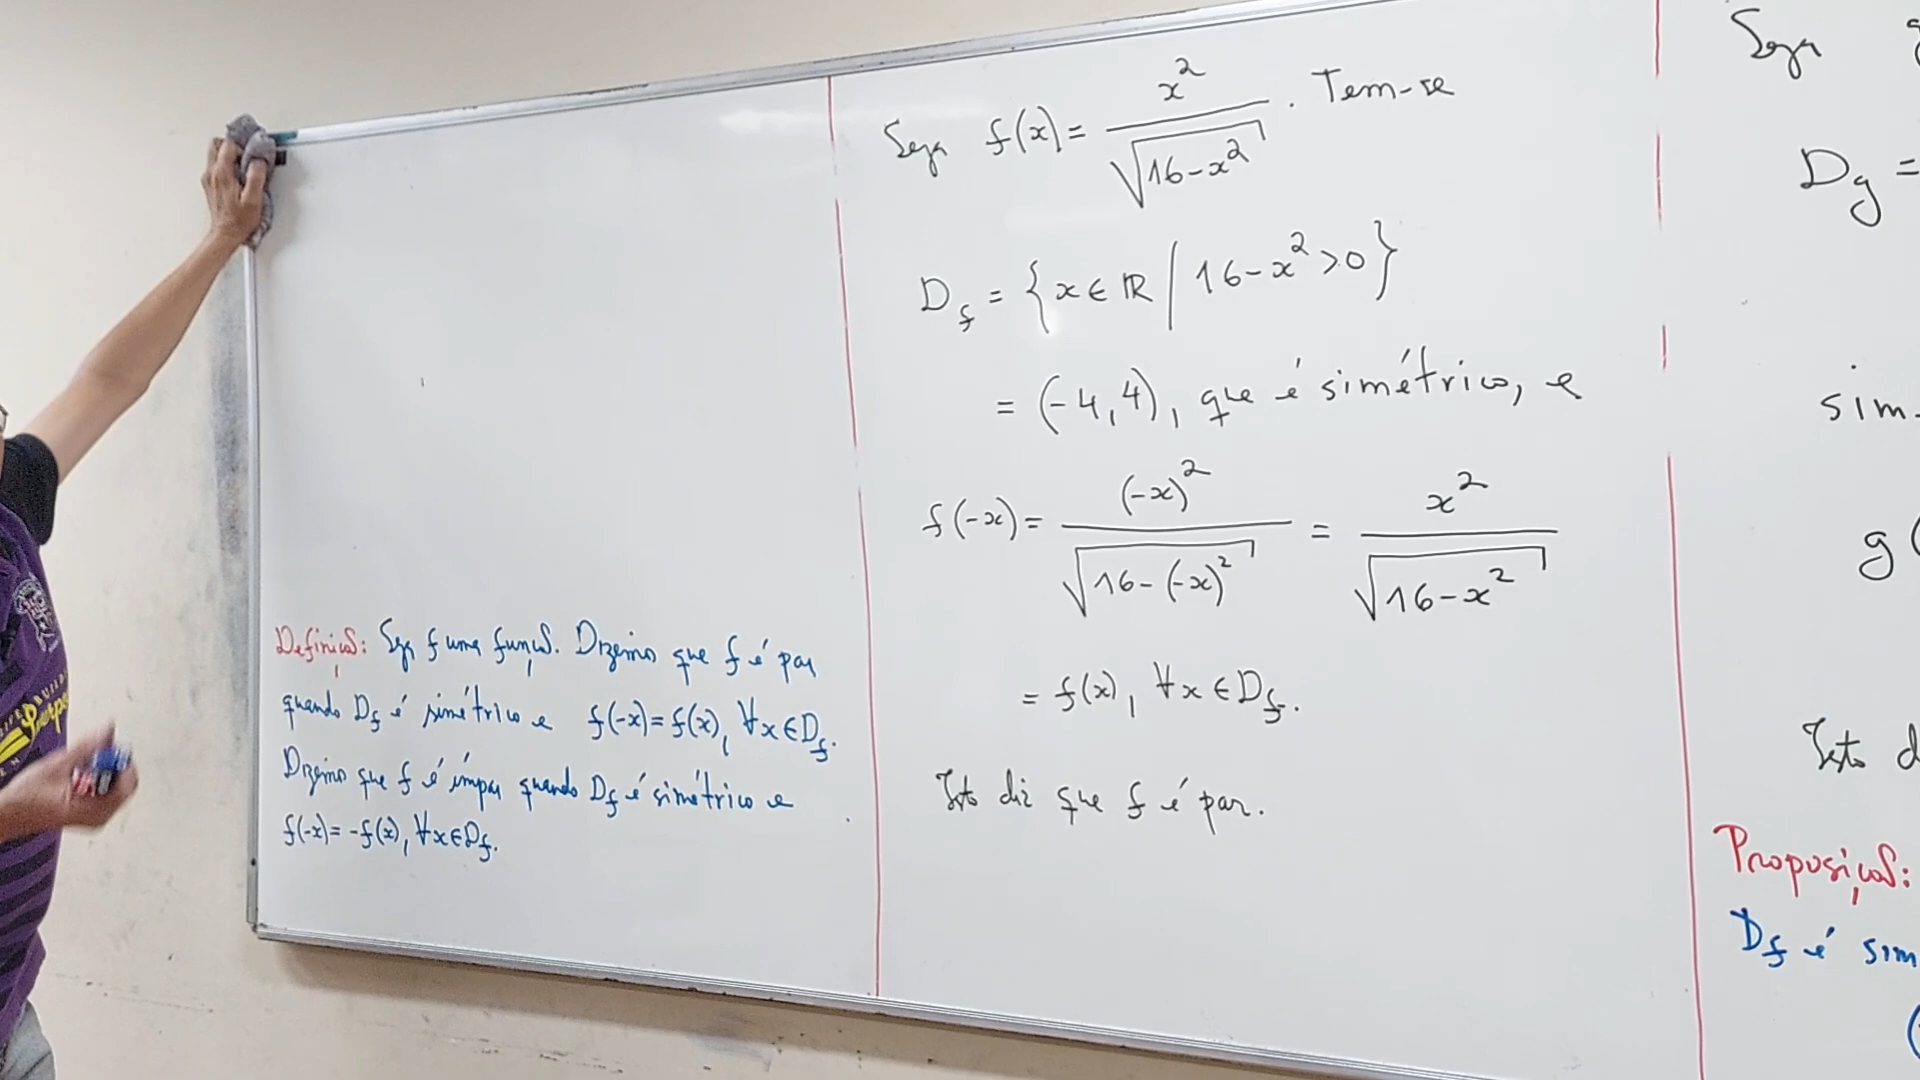 Definição: Seja f uma função. Dizemos que f é par
quando D_f é simétrico e f(-x)=f(x), ∀x∈D_f.
Dizemos que f é ímpar quando D_f é simétrico e
f(-x)=-f(x), ∀x∈D_f.
Seja f(x)= x²/√(16-x²). Tem-se
D_f = {x∈ℝ / 16-x²>0}
= (-4,4), que é simétrico, e
f(-x)= (-x)²/√(16-(-x)²) = x²/√(16-x²)
= f(x), ∀x∈D_f.
Isto diz que f é par.
Seja
D_g =
sim-
g(
Isto d
Proposição:
D_f é sim